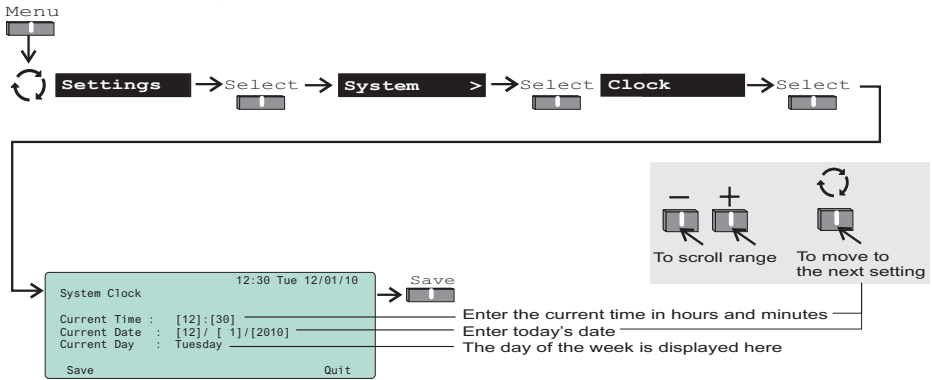 Menu
Settings Select System > Select Clock Select
− +
To scroll range
To move to
the next setting
12:30 Tue 12/01/10
System Clock
Current Time : [12]:[30]
Current Date : [12]/ [ 1]/[2010]
Current Day : Tuesday
Save Quit
Save
Enter the current time in hours and minutes
Enter today's date
The day of the week is displayed here